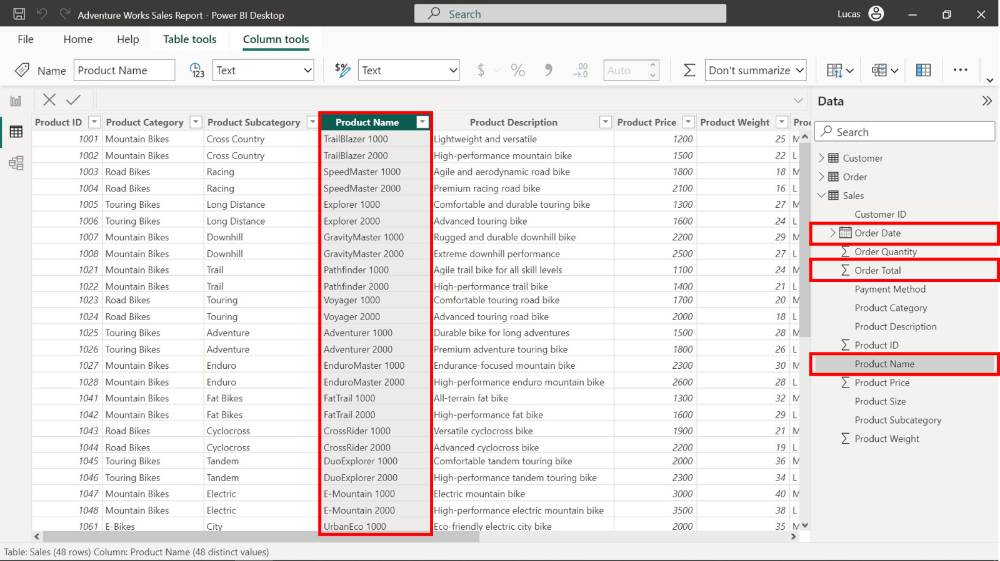 Adventure Works Sales Report - Power BI Desktop
Search
Lucas
File Home Help Table tools Column tools
Name Product Name 123 Text Text $ % .00 Auto Don't summarize
Data
Search
Product ID Product Category Product Subcategory Product Name Product Description Product Price Product Weight Proc
1001 Mountain Bikes Cross Country TrailBlazer 1000 Lightweight and versatile 1200 25 M
1002 Mountain Bikes Cross Country TrailBlazer 2000 High-performance mountain bike 1500 22 L
1003 Road Bikes Racing SpeedMaster 1000 Agile and aerodynamic road bike 1800 18 M
1004 Road Bikes Racing SpeedMaster 2000 Premium racing road bike 2100 16 L
1005 Touring Bikes Long Distance Explorer 1000 Comfortable and durable touring bike 1300 27 M
1006 Touring Bikes Long Distance Explorer 2000 Advanced touring bike 1600 24 L
1007 Mountain Bikes Downhill GravityMaster 1000 Rugged and durable downhill bike 2200 29 M
1008 Mountain Bikes Downhill GravityMaster 2000 Extreme downhill performance 2500 27 L
1021 Mountain Bikes Trail Pathfinder 1000 Agile trail bike for all skill levels 1100 24 M
1022 Mountain Bikes Trail Pathfinder 2000 High-performance trail bike 1400 21 L
1023 Road Bikes Touring Voyager 1000 Comfortable touring road bike 1700 20 M
1024 Road Bikes Touring Voyager 2000 Advanced touring road bike 2000 18 L
1025 Touring Bikes Adventure Adventurer 1000 Durable bike for long adventures 1500 28 M
1026 Touring Bikes Adventure Adventurer 2000 Premium adventure touring bike 1800 26 L
1027 Mountain Bikes Enduro EnduroMaster 1000 Endurance-focused mountain bike 2300 30 M
1028 Mountain Bikes Enduro EnduroMaster 2000 High-performance enduro mountain bike 2600 28 L
1041 Mountain Bikes Fat Bikes FatTrail 1000 All-terrain fat bike 1300 32 M
1042 Mountain Bikes Fat Bikes FatTrail 2000 High-performance fat bike 1600 29 L
1043 Road Bikes Cyclocross CrossRider 1000 Versatile cyclocross bike 1900 21 M
1044 Road Bikes Cyclocross CrossRider 2000 Advanced cyclocross bike 2200 19 L
1045 Touring Bikes Tandem DuoExplorer 1000 Comfortable tandem touring bike 2000 36 M
1046 Touring Bikes Tandem DuoExplorer 2000 High-performance tandem touring bike 2300 34 L
1047 Mountain Bikes Electric E-Mountain 1000 Electric mountain bike 3000 40 M
1048 Mountain Bikes Electric E-Mountain 2000 High-performance electric mountain bike 3500 38 L
1061 E-Bikes City UrbanEco 1000 Eco-friendly electric city bike 2000 35 M
Customer
Order
Sales
Customer ID
Order Date
Order Quantity
Order Total
Payment Method
Product Category
Product Description
Product ID
Product Name
Product Price
Product Size
Product Subcategory
Product Weight
Table: Sales (48 rows) Column: Product Name (48 distinct values)